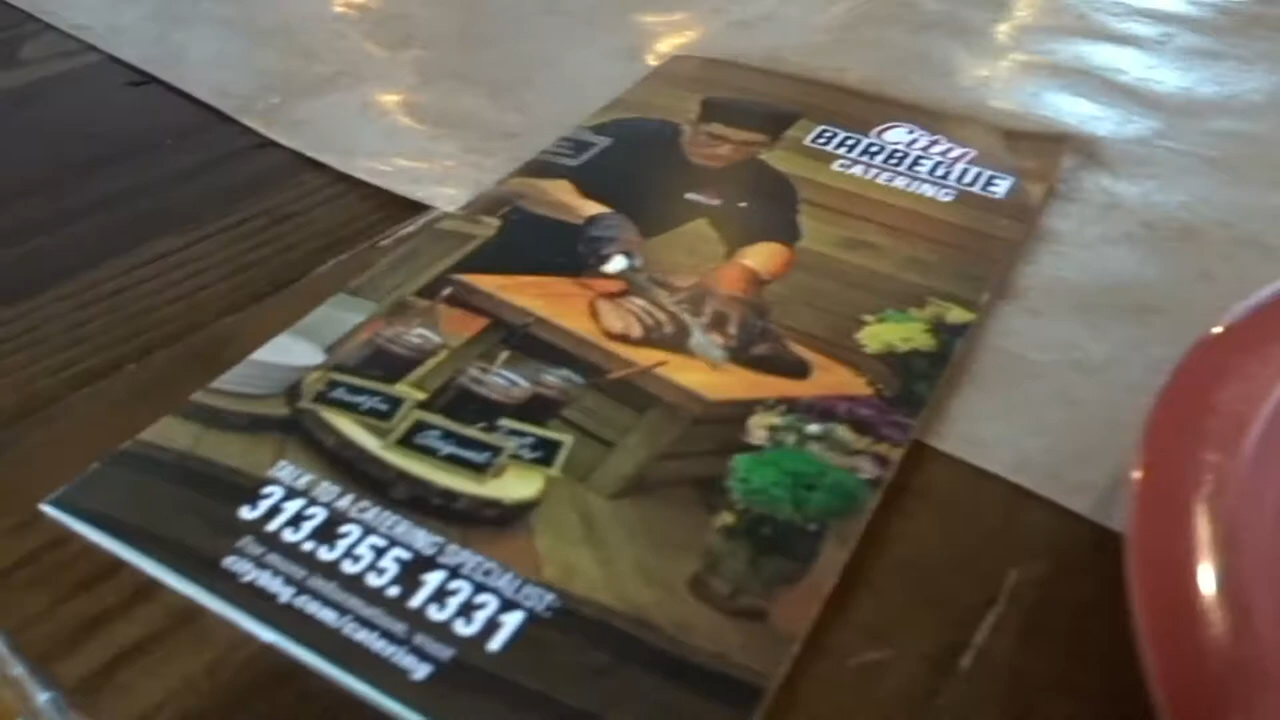 City
BARBEQUE
CATERING
TALK TO A CATERING SPECIALIST:
313.355.1331
For more information, visit
citybbq.com/catering